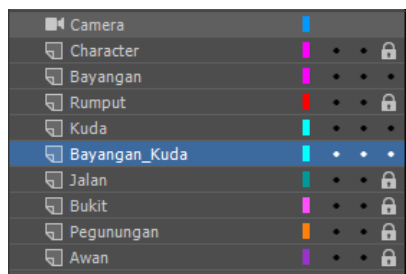 Camera
Character
Bayangan
Rumput
Kuda
Bayangan_Kuda
Jalan
Bukit
Pegunungan
Awan